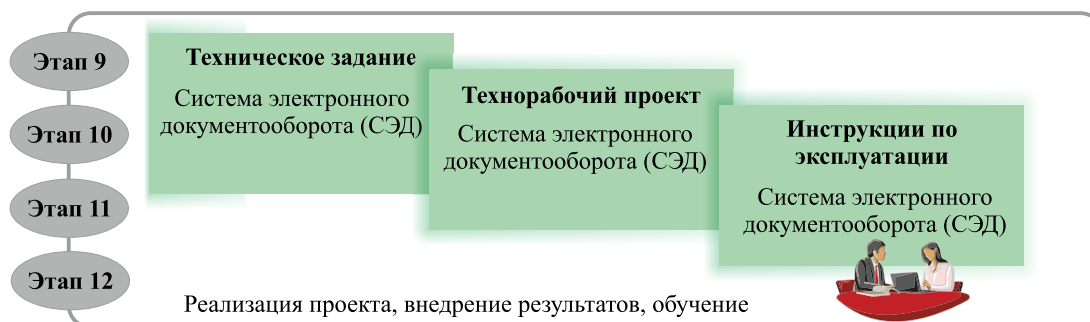 Этап 9
Этап 10
Этап 11
Этап 12
Техническое задание
Система электронного
документооборота (СЭД)
Технорабочий проект
Система электронного
документооборота (СЭД)
Инструкции по
эксплуатации
Система электронного
документооборота (СЭД)
Реализация проекта, внедрение результатов, обучение